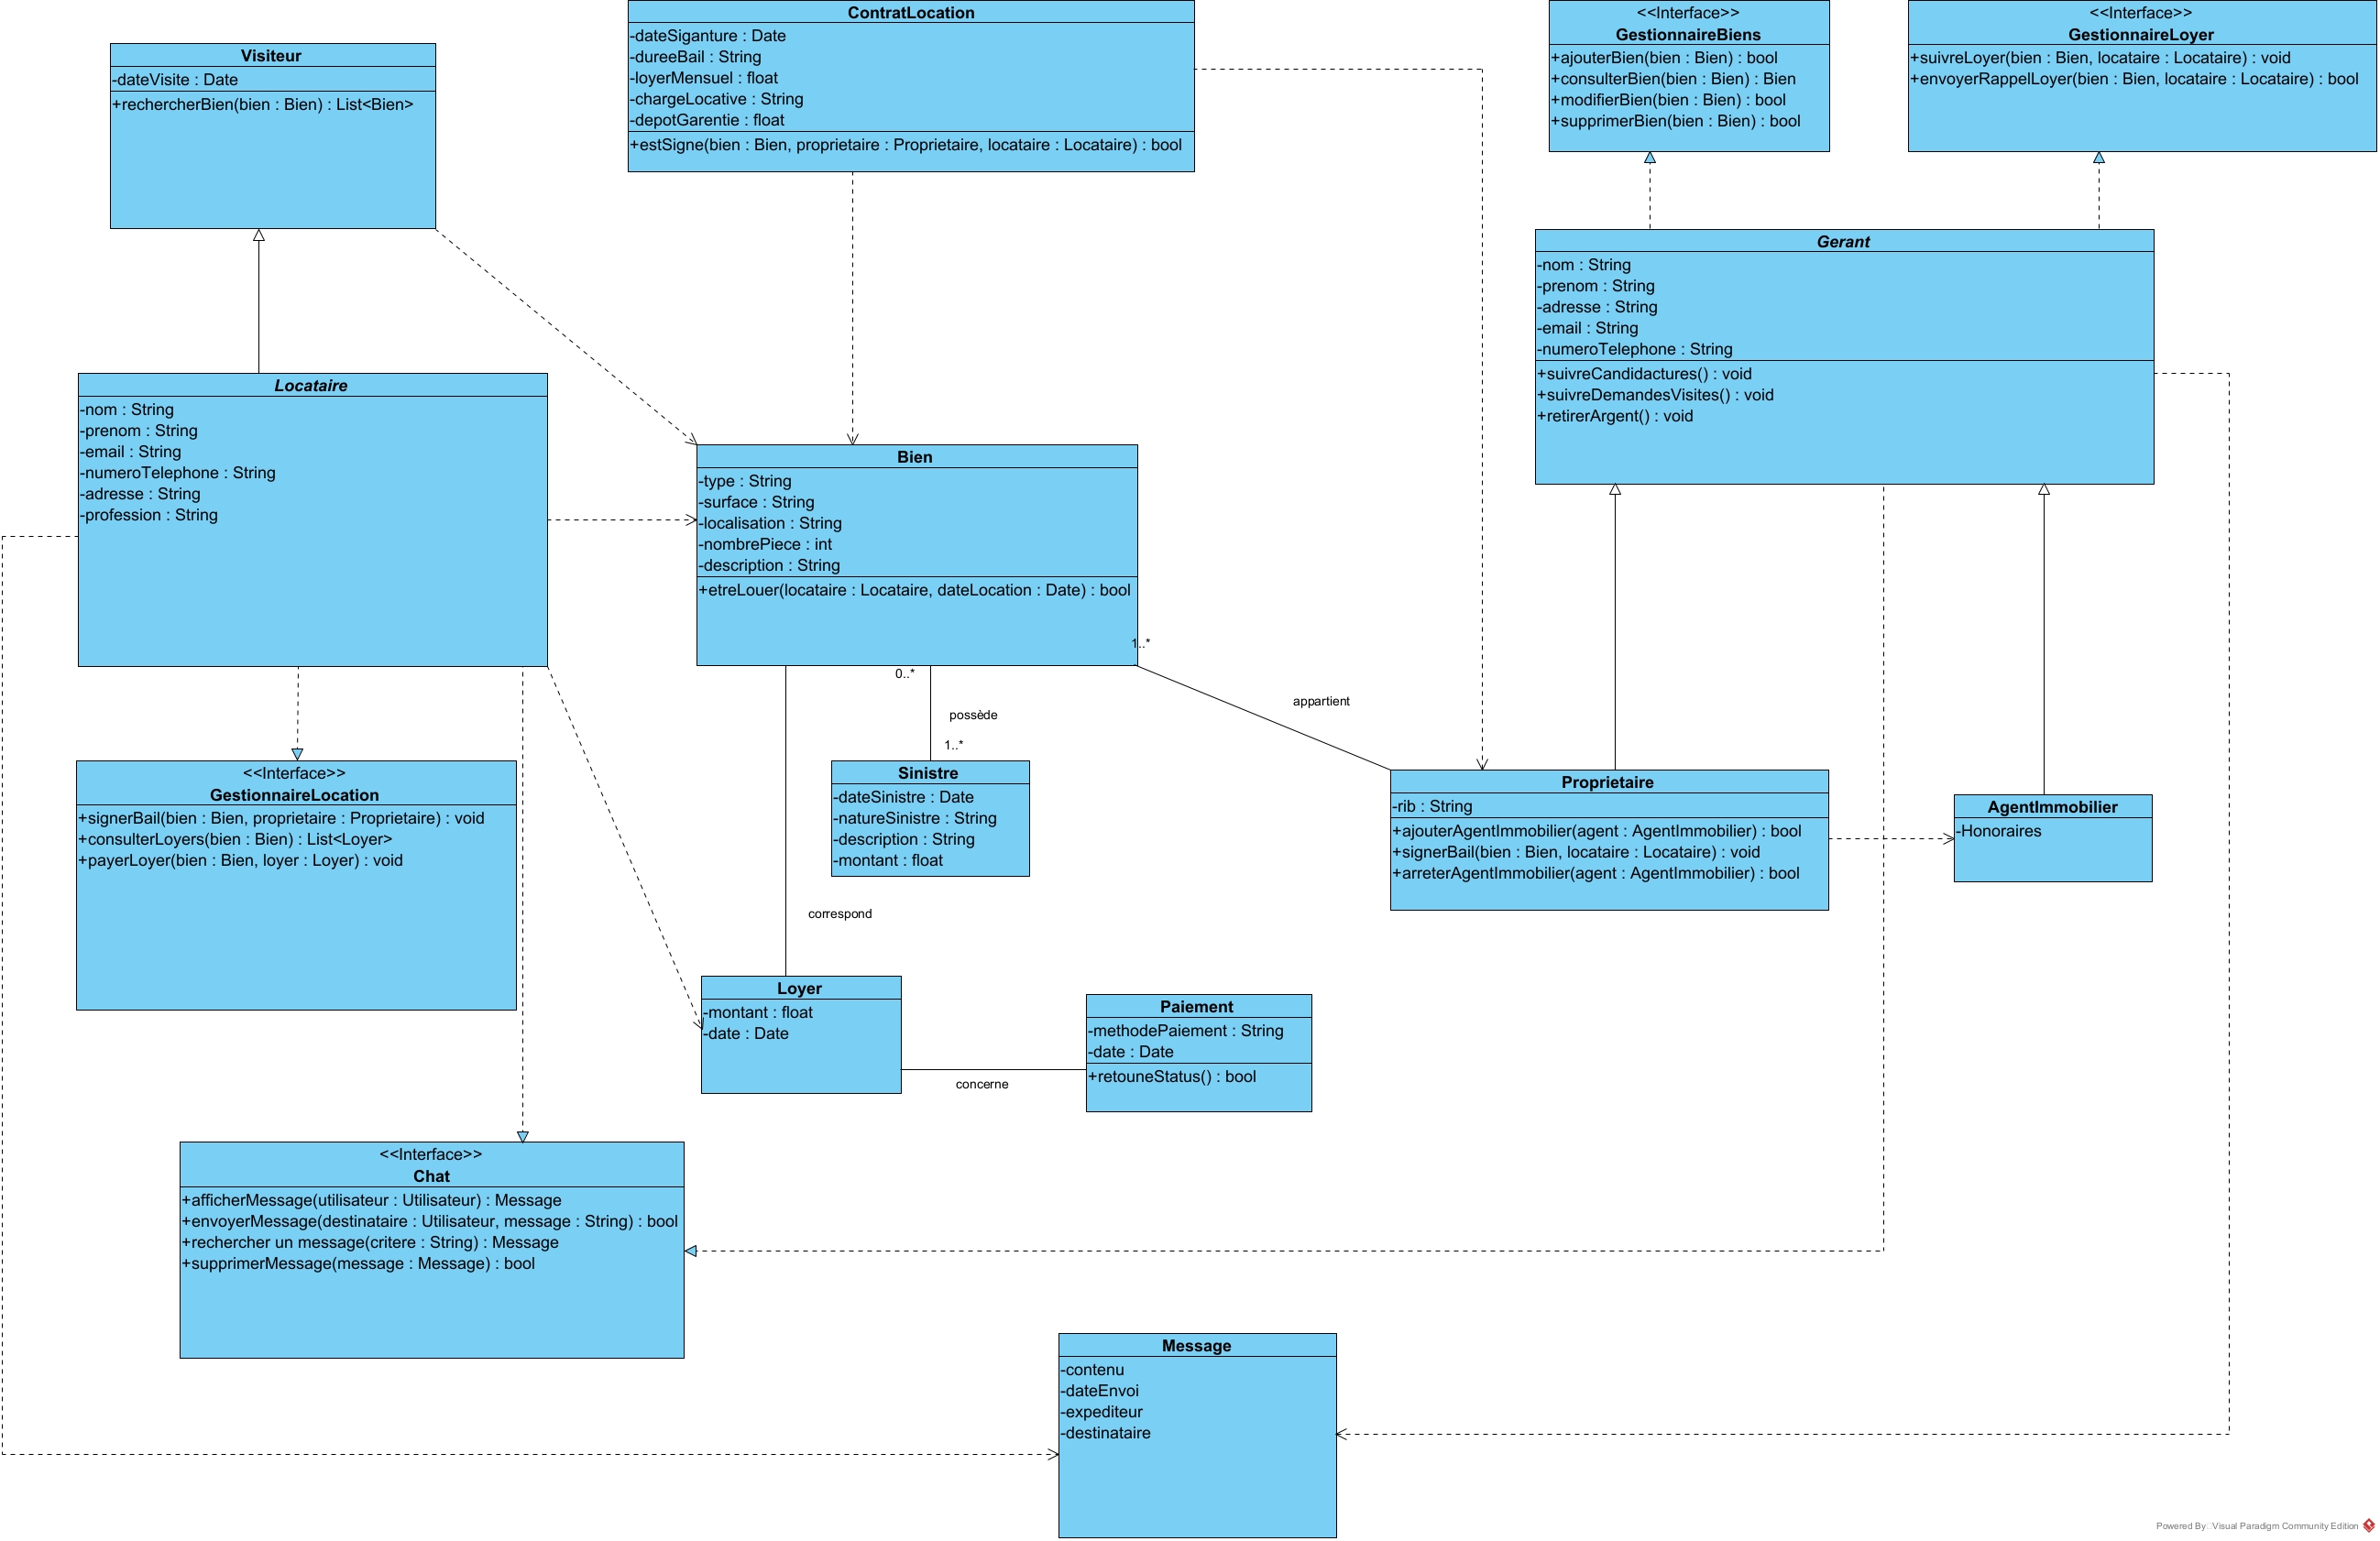 ContratLocation
-dateSiganture : Date
-dureeBail : String
-loyerMensuel : float
-chargeLocative : String
-depotGarentie : float
+estSigne(bien : Bien, proprietaire : Proprietaire, locataire : Locataire) : bool
<<Interface>>
GestionnaireBiens
+ajouterBien(bien : Bien) : bool
+consulterBien(bien : Bien) : Bien
+modifierBien(bien : Bien) : bool
+supprimerBien(bien : Bien) : bool
<<Interface>>
GestionnaireLoyer
+suivreLoyer(bien : Bien, locataire : Locataire) : void
+envoyerRappelLoyer(bien : Bien, locataire : Locataire) : bool
Visiteur
-dateVisite : Date
+rechercherBien(bien : Bien) : List<Bien>
Gerant
-nom : String
-prenom : String
-adresse : String
-email : String
-numeroTelephone : String
+suivreCandidactures() : void
+suivreDemandesVisites() : void
+retirerArgent() : void
Locataire
-nom : String
-prenom : String
-email : String
-numeroTelephone : String
-adresse : String
-profession : String
Bien
-type : String
-surface : String
-localisation : String
-nombrePiece : int
-description : String
+etreLouer(locataire : Locataire, dateLocation : Date) : bool
1..*
0..*
appartient
possède
1..*
<<Interface>>
GestionnaireLocation
+signerBail(bien : Bien, proprietaire : Proprietaire) : void
+consulterLoyers(bien : Bien) : List<Loyer>
+payerLoyer(bien : Bien, loyer : Loyer) : void
Sinistre
-dateSinistre : Date
-natureSinistre : String
-description : String
-montant : float
Proprietaire
-rib : String
+ajouterAgentImmobilier(agent : AgentImmobilier) : bool
+signerBail(bien : Bien, locataire : Locataire) : void
+arreterAgentImmobilier(agent : AgentImmobilier) : bool
AgentImmobilier
-Honoraires
correspond
Loyer
-montant : float
-date : Date
concerne
Paiement
-methodePaiement : String
-date : Date
+retouneStatus() : bool
<<Interface>>
Chat
+afficherMessage(utilisateur : Utilisateur) : Message
+envoyerMessage(destinataire : Utilisateur, message : String) : bool
+rechercher un message(critere : String) : Message
+supprimerMessage(message : Message) : bool
Message
-contenu
-dateEnvoi
-expediteur
-destinataire
Powered By Visual Paradigm Community Edition